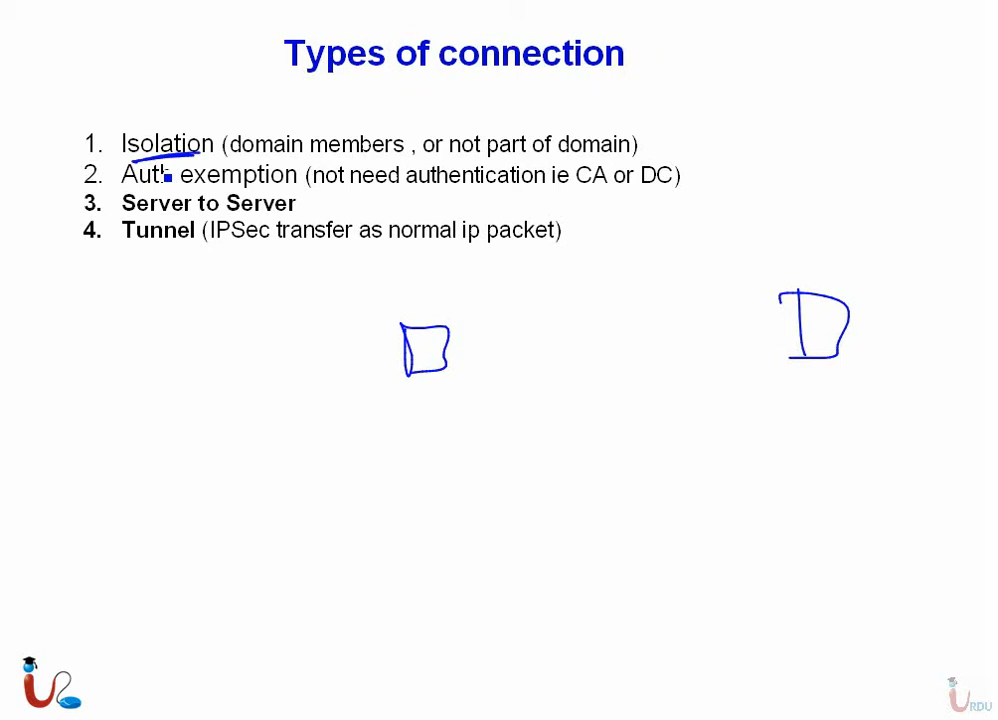 Types of connection
1. Isolation (domain members , or not part of domain)
2. Auth exemption (not need authentication ie CA or DC)
3. Server to Server
4. Tunnel (IPSec transfer as normal ip packet)
URDU